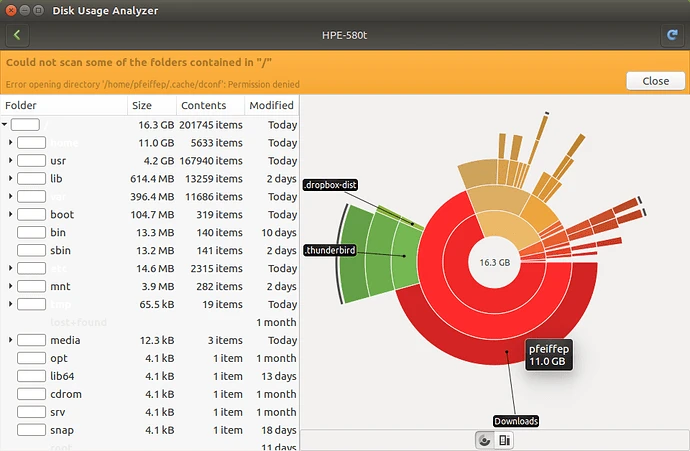 Disk Usage Analyzer
HPE-580t
Could not scan some of the folders contained in "/"
Error opening directory '/home/pfeiffep/.cache/dconf': Permission denied
Close
Folder Size Contents Modified
/ 16.3 GB 201745 items Today
home 11.0 GB 5633 items Today
usr 4.2 GB 167940 items Today
lib 614.4 MB 13259 items 2 days
var 396.4 MB 11686 items Today
boot 104.7 MB 319 items Today
bin 13.3 MB 140 items 10 days
sbin 13.2 MB 141 items 2 days
etc 14.6 MB 2315 items Today
mnt 3.9 MB 282 items 2 days
tmp 65.5 kB 19 items Today
lost+found 1 month
media 12.3 kB 3 items Today
opt 4.1 kB 1 item 1 month
lib64 4.1 kB 1 item 13 days
cdrom 4.1 kB 1 item 1 month
srv 4.1 kB 1 item 1 month
snap 4.1 kB 1 item 18 days
root 11 days
.dropbox-dist
.thunderbird
16.3 GB
pfeiffep
11.0 GB
Downloads